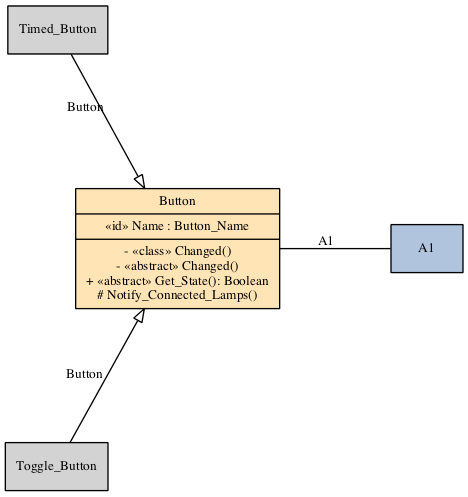 Timed_Button
Button
Button
«id» Name : Button_Name
- «class» Changed()
- «abstract» Changed()
+ «abstract» Get_State(): Boolean
# Notify_Connected_Lamps()
A1
A1
Button
Toggle_Button